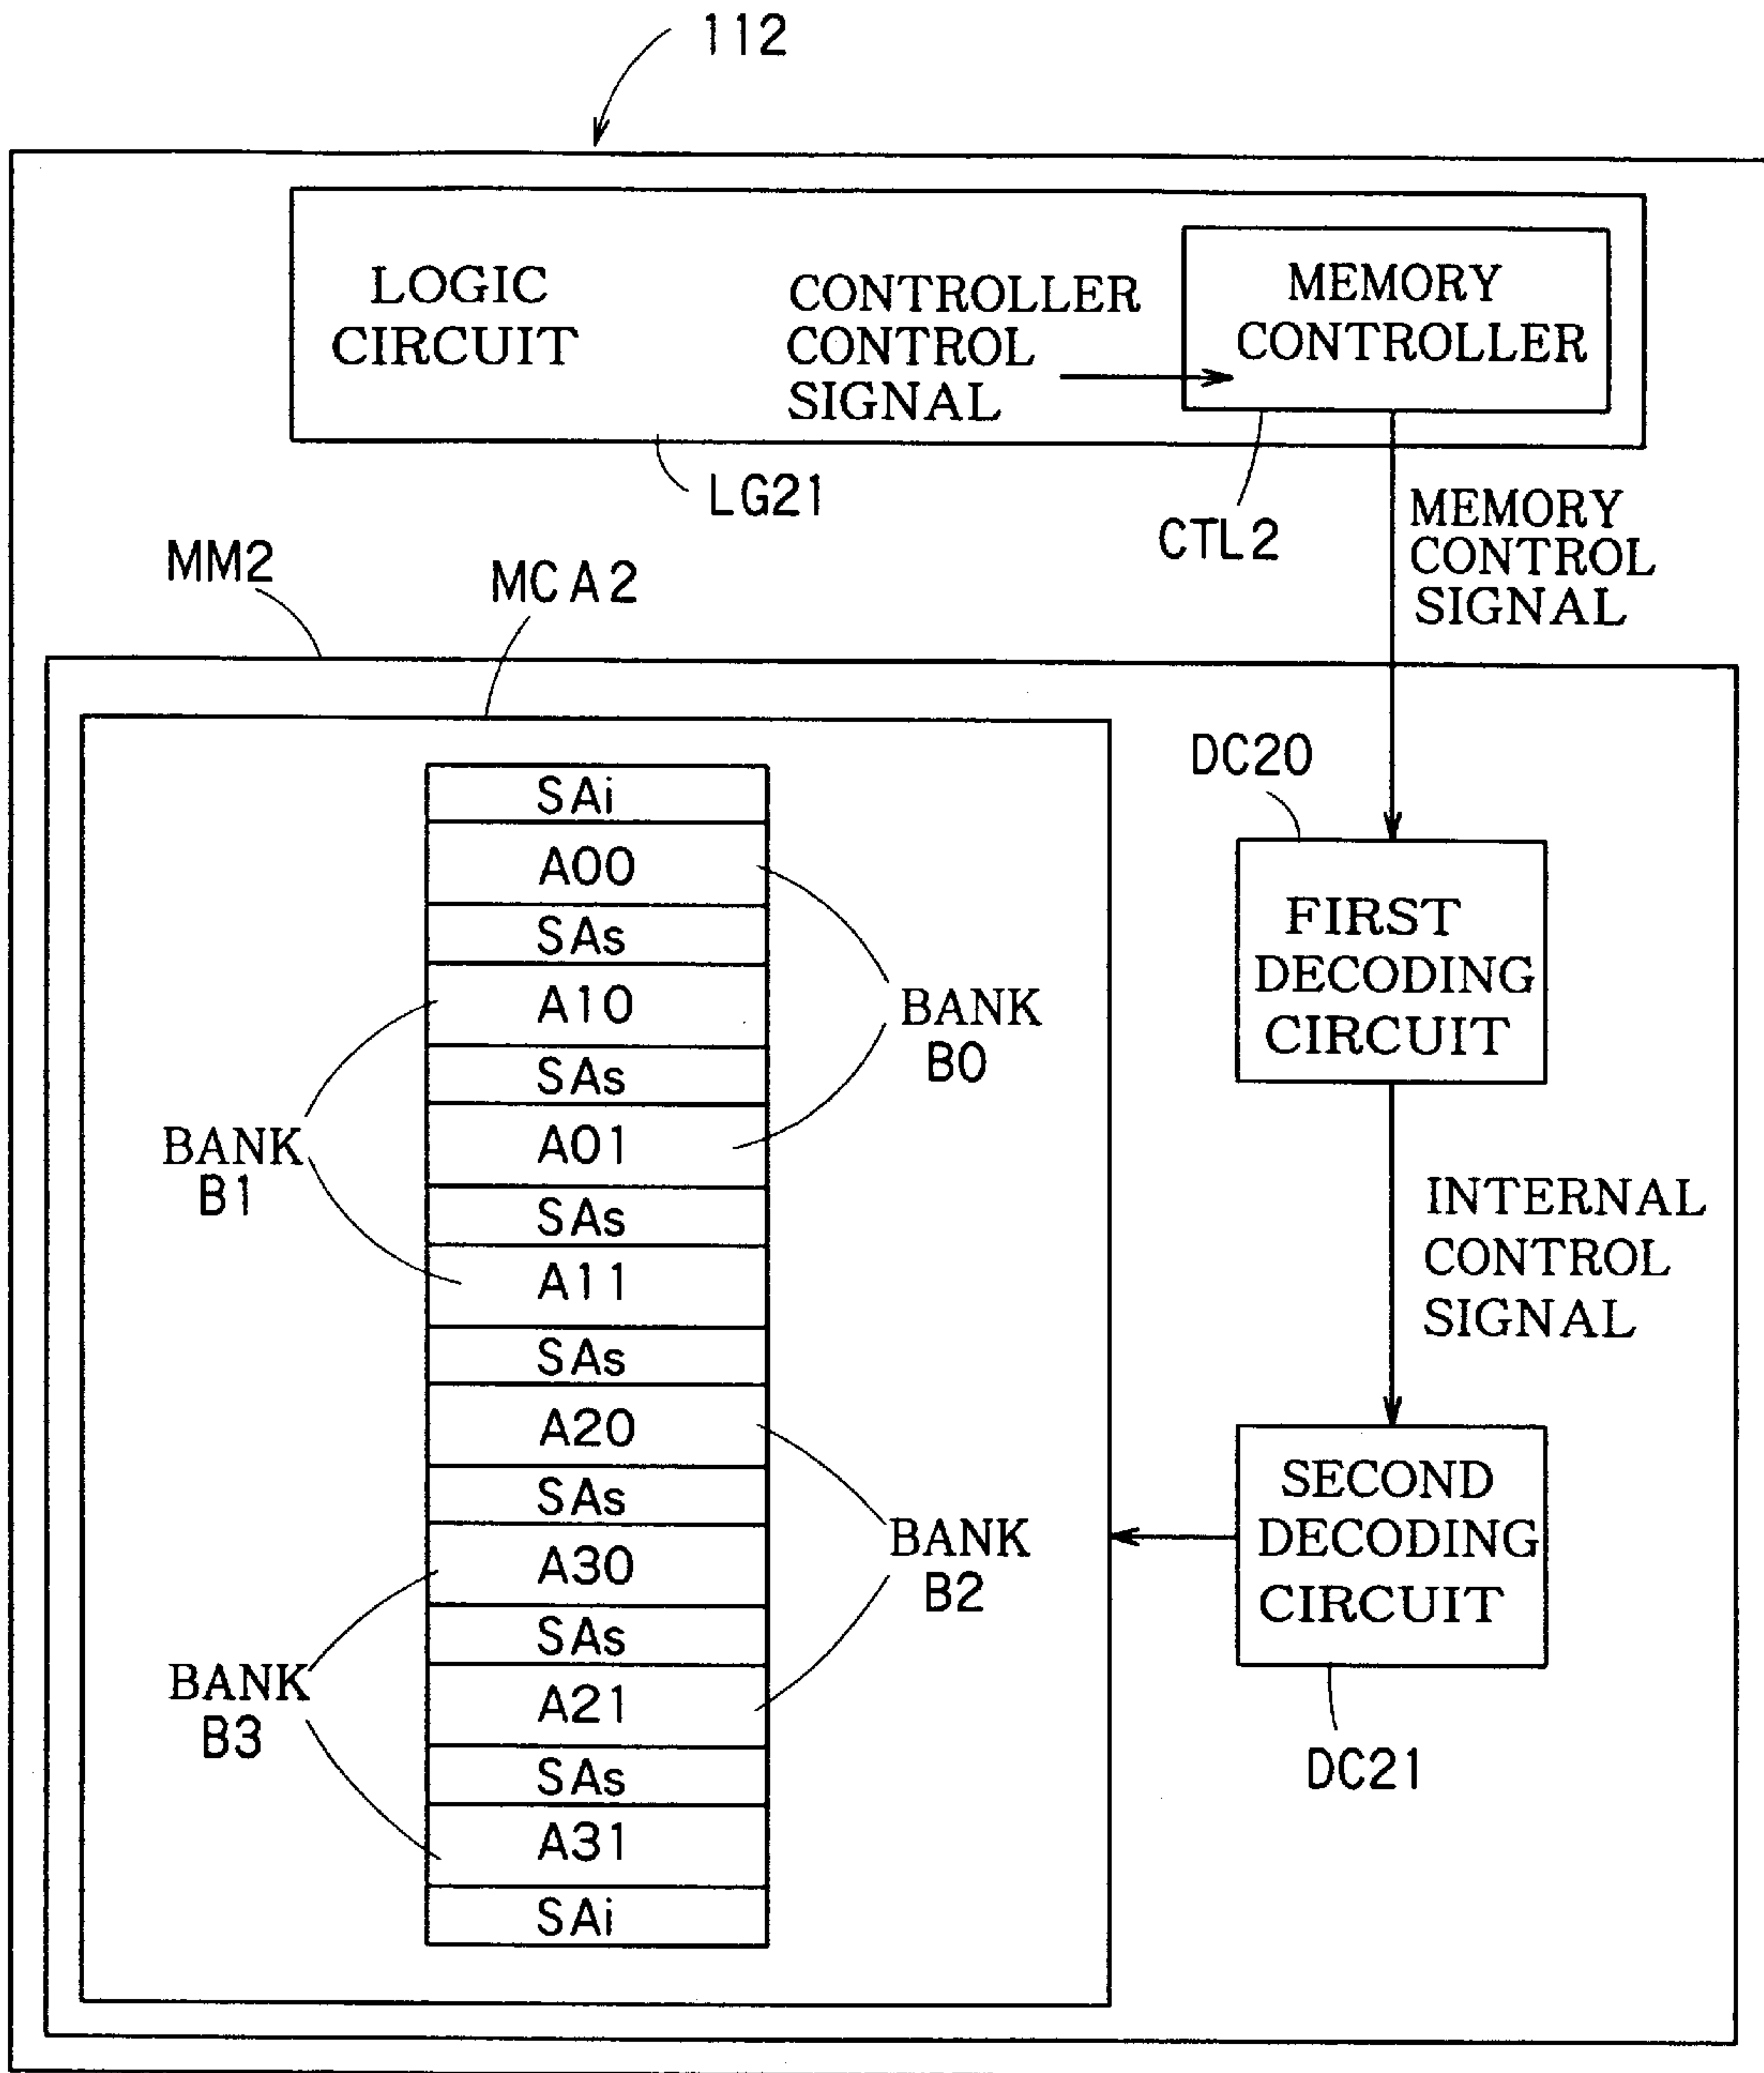 112
LOGIC
CIRCUIT
CONTROLLER
CONTROL
SIGNAL
MEMORY
CONTROLLER
LG21
CTL2
MEMORY
CONTROL
SIGNAL
MM2
MCA2
SAi
A00
SAs
A10
SAs
A01
SAs
A11
SAs
A20
SAs
A30
SAs
A21
SAs
A31
SAi
BANK
B0
BANK
B1
BANK
B2
BANK
B3
DC20
FIRST
DECODING
CIRCUIT
INTERNAL
CONTROL
SIGNAL
SECOND
DECODING
CIRCUIT
DC21